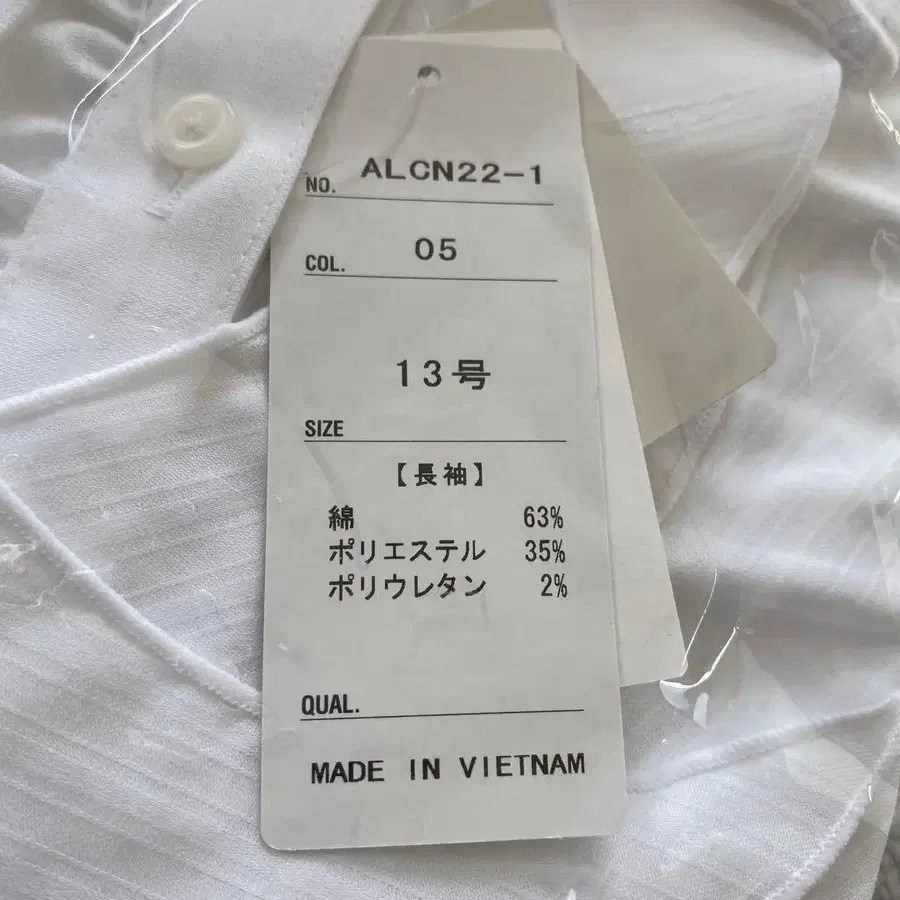 NO. ALCN22-1
COL. 05
13号
SIZE
【長袖】
綿 63%
ポリエステル 35%
ポリウレタン 2%
QUAL.
MADE IN VIETNAM